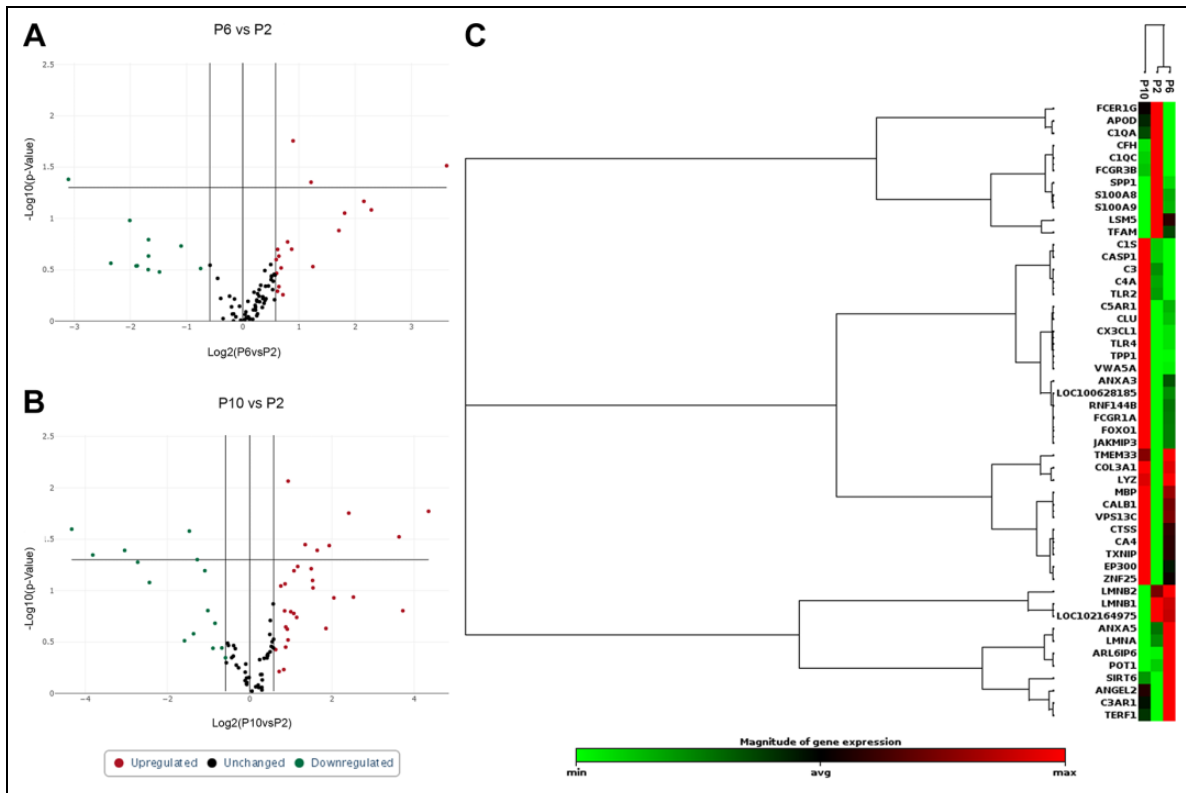 A
P6 vs P2
2.5
2
1.5
1
0.5
0
-Log10(p-Value)
−3
−2
−1
0
1
2
3
Log2(P6vsP2)
B
P10 vs P2
2.5
2
1.5
1
0.5
0
-Log10(p-Value)
−4
−2
0
2
4
Log2(P10vsP2)
Upregulated Unchanged Downregulated
C
P10 P2 P6
FCER1G
APOD
C1QA
CFH
C1QC
FCGR3B
SPP1
S100A8
S100A9
LSM5
TFAM
C1S
CASP1
C3
C4A
TLR2
C5AR1
CLU
CX3CL1
TLR4
TPP1
VWA5A
ANXA3
LOC100628185
RNF144B
FCGR1A
FOXO1
JAKMIP3
TMEM33
COL3A1
LYZ
MBP
CALB1
VPS13C
CTSS
CA4
TXNIP
EP300
ZNF25
LMNB2
LMNB1
LOC102164975
ANXA5
LMNA
ARL6IP6
POT1
SIRT6
ANGEL2
C3AR1
TERF1
Magnitude of gene expression
min avg max